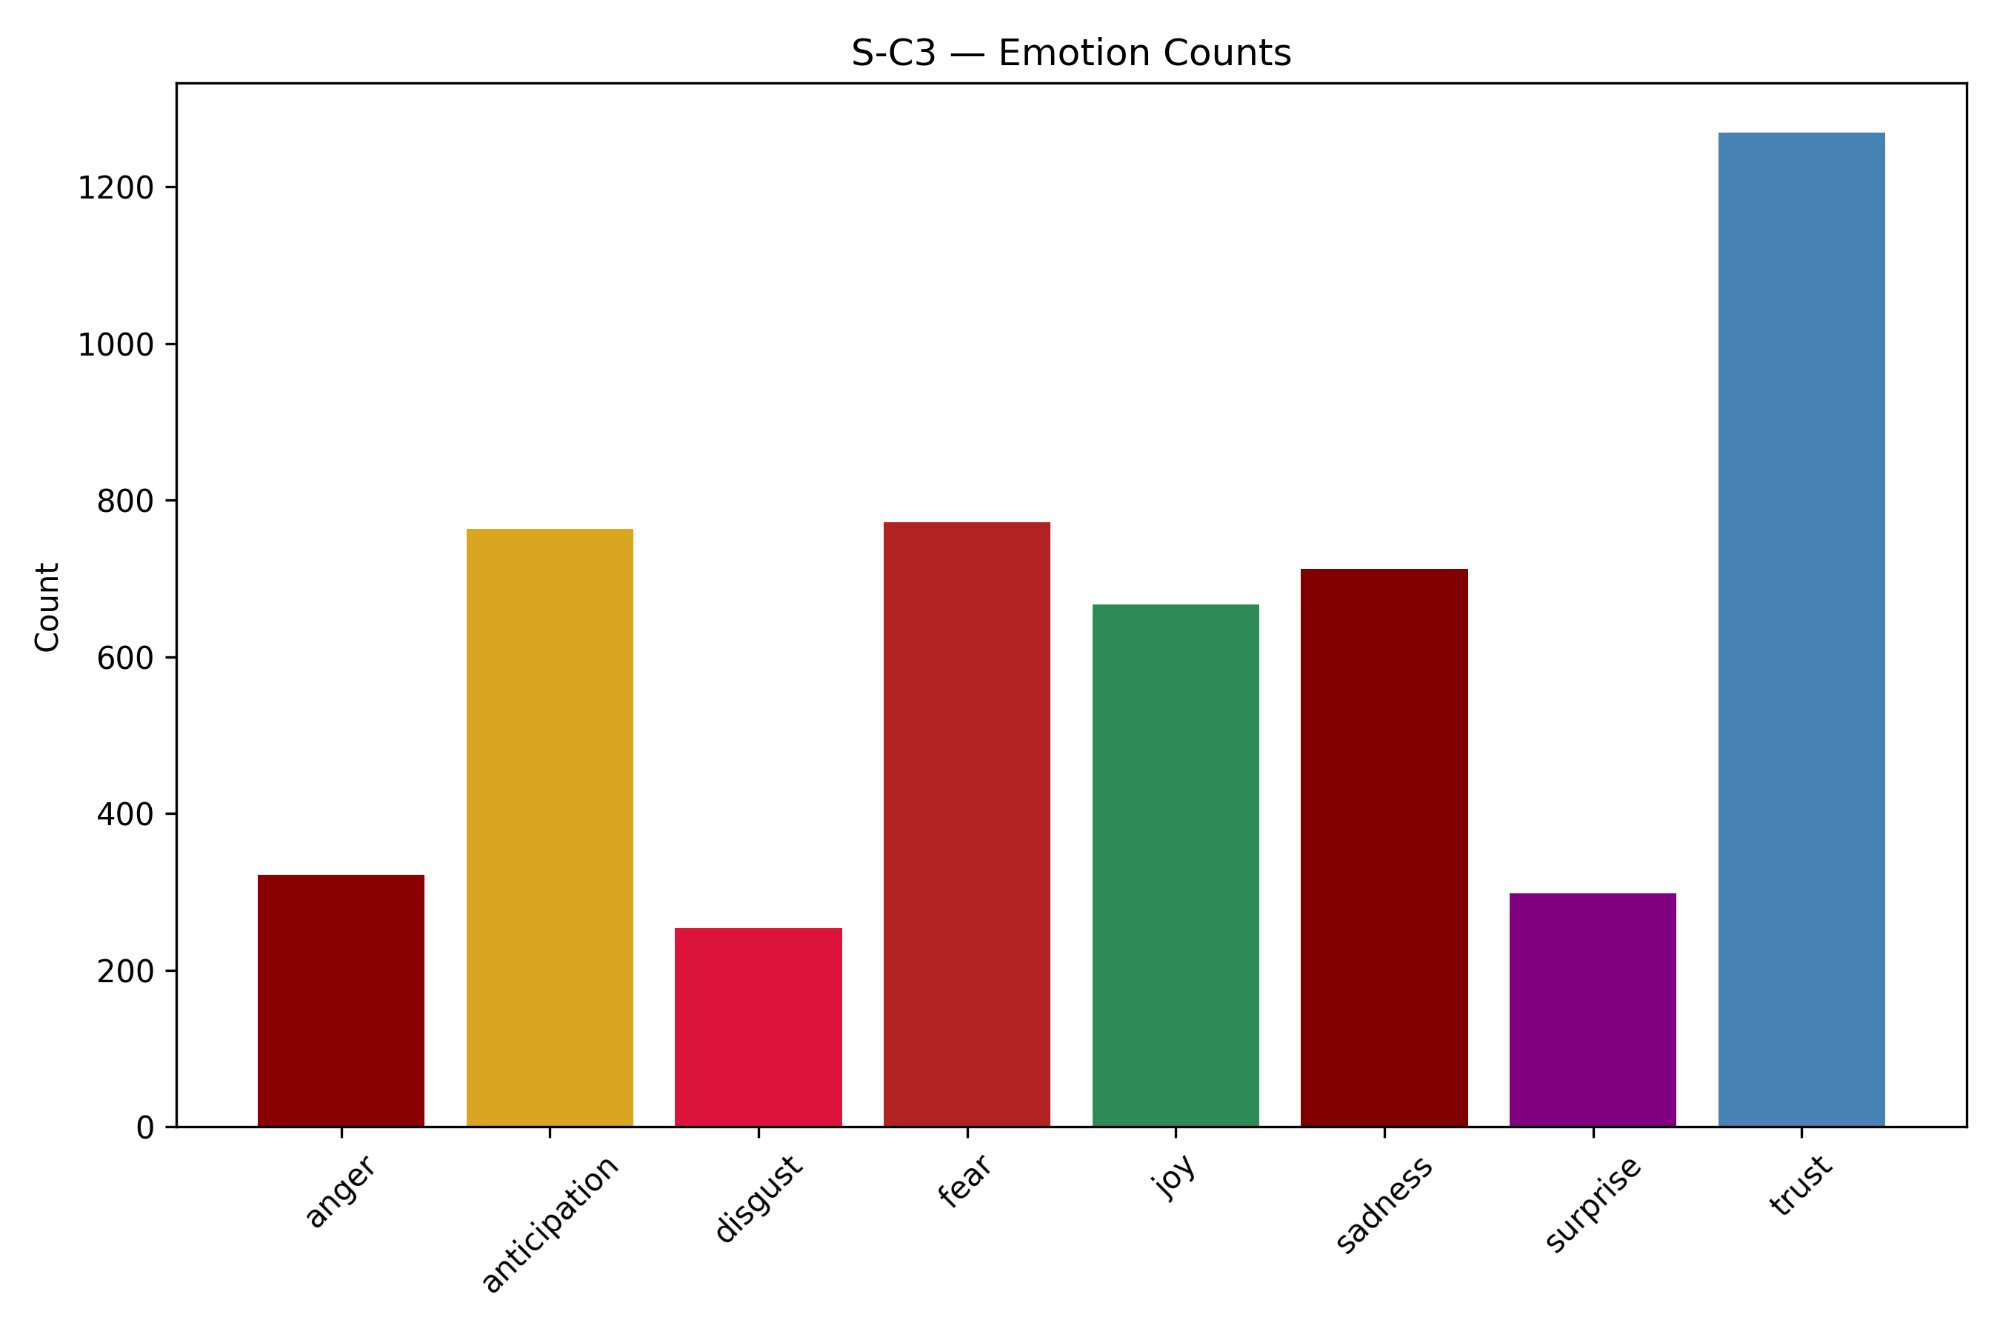 S-C3 — Emotion Counts
Count
1200
1000
800
600
400
200
0
anger
anticipation
disgust
fear
joy
sadness
surprise
trust